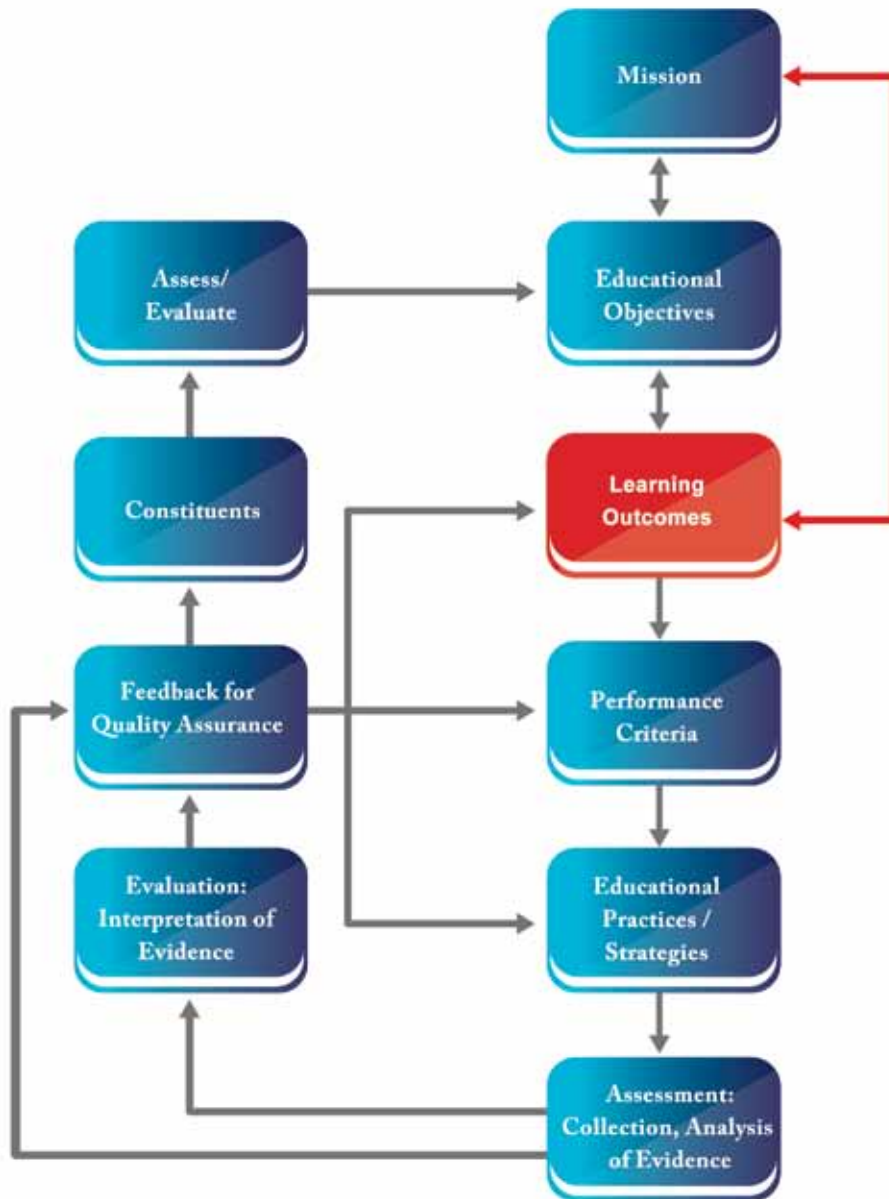 Mission
Assess/
Evaluate
Educational
Objectives
Constituents
Learning
Outcomes
Feedback for
Quality Assurance
Performance
Criteria
Evaluation:
Interpretation of
Evidence
Educational
Practices /
Strategies
Assessment:
Collection, Analysis
of Evidence